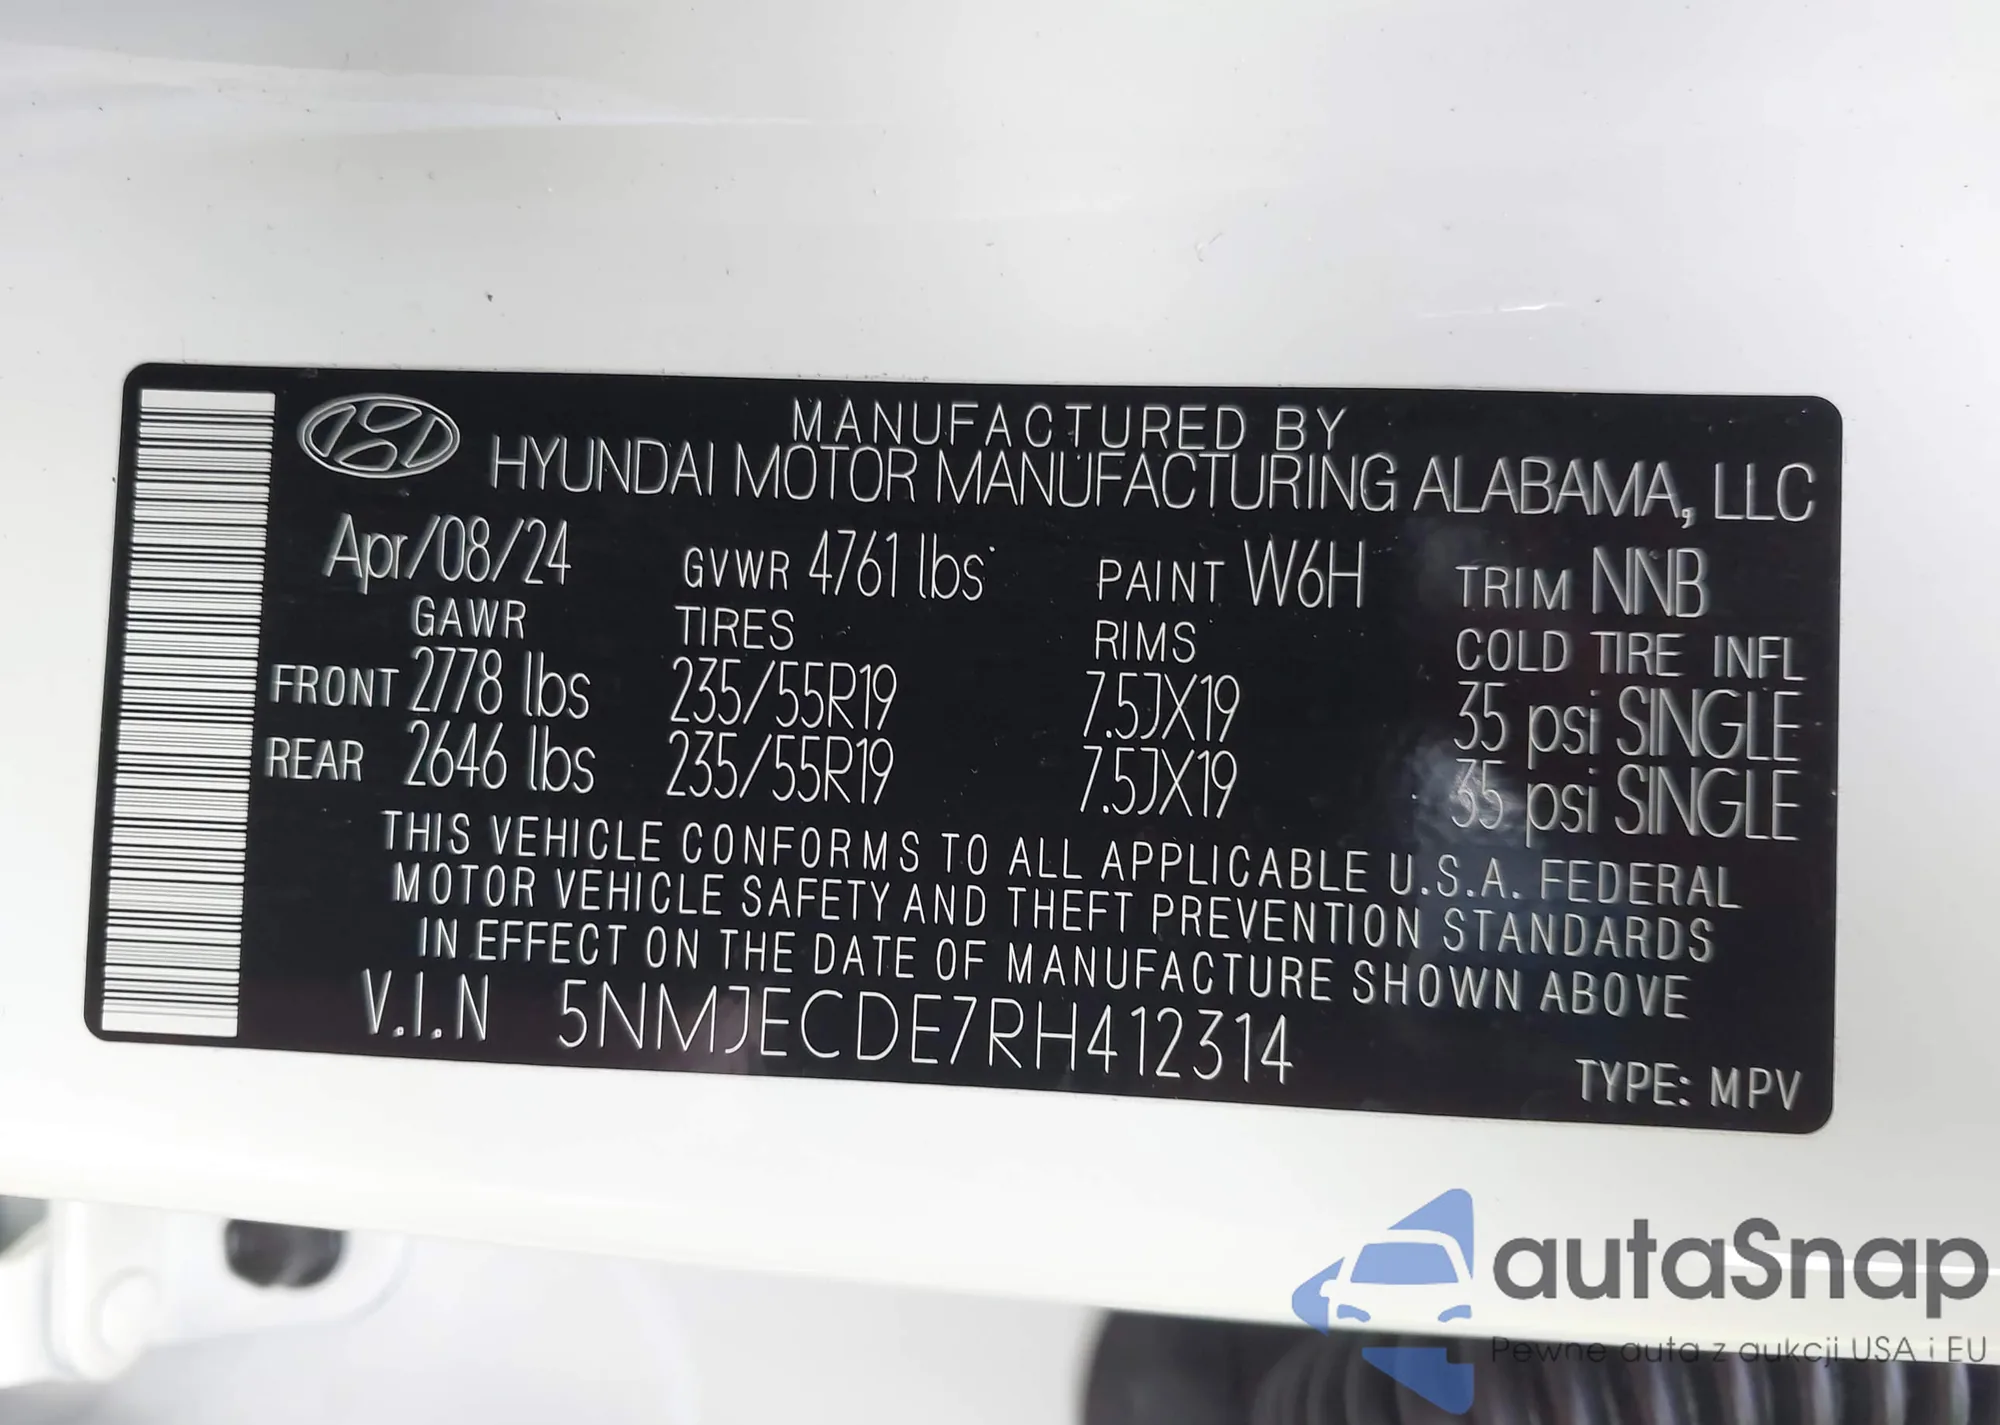 MANUFACTURED BY
HYUNDAI MOTOR MANUFACTURING ALABAMA, LLC
Apr/08/24 GVWR 4761 lbs PAINT W6H TRIM NNB
GAWR TIRES RIMS COLD TIRE INFL
FRONT 2778 lbs 235/55R19 7.5JX19 35 psi SINGLE
REAR 2646 lbs 235/55R19 7.5JX19 35 psi SINGLE
THIS VEHICLE CONFORMS TO ALL APPLICABLE U.S.A. FEDERAL
MOTOR VEHICLE SAFETY AND THEFT PREVENTION STANDARDS
IN EFFECT ON THE DATE OF MANUFACTURE SHOWN ABOVE
V.I.N 5NMJECDE7RH412314
TYPE: MPV
autaSnap
Pewne auta z aukcji USA i EU